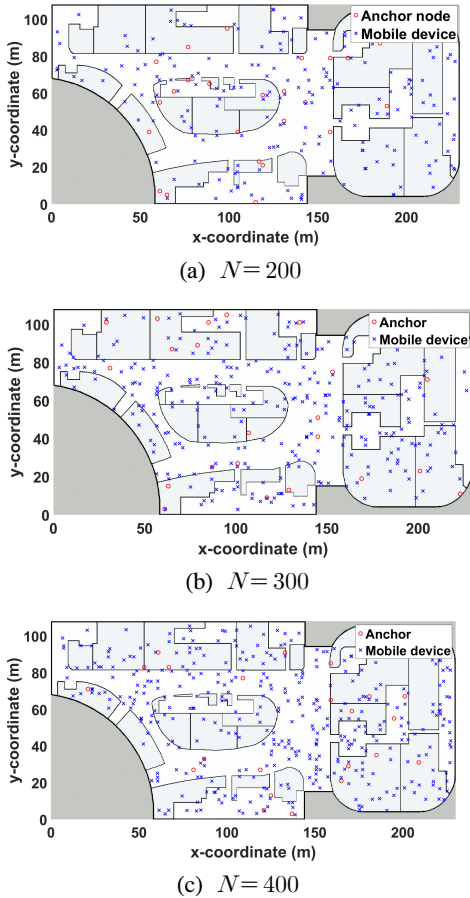 100
80
60
40
20
0
y-coordinate (m)
Anchor node
Mobile device
0 50 100 150 200
x-coordinate (m)
(a) N = 200
100
80
60
40
20
0
y-coordinate (m)
Anchor
Mobile device
0 50 100 150 200
x-coordinate (m)
(b) N = 300
100
80
60
40
20
0
y-coordinate (m)
Anchor
Mobile device
0 50 100 150 200
x-coordinate (m)
(c) N = 400